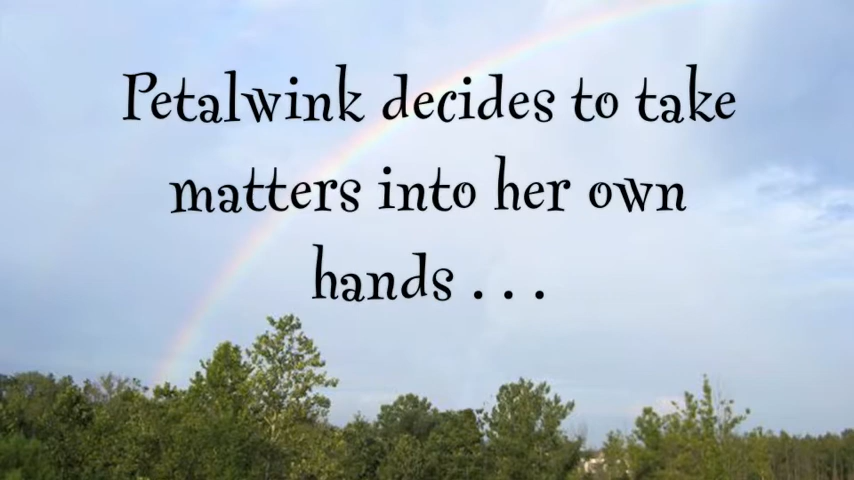 Petalwink decides to take
matters into her own
hands . . .